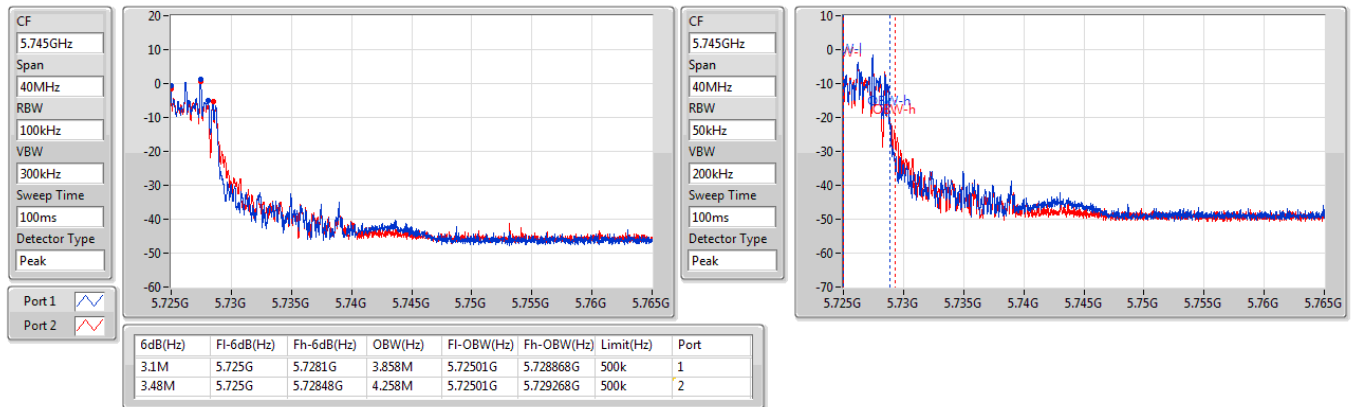 CF
5.745GHz
Span
40MHz
RBW
100kHz
VBW
300kHz
Sweep Time
100ms
Detector Type
Peak
Port 1
Port 2
20
10
0
-10
-20
-30
-40
-50
-60
5.725G 5.73G 5.735G 5.74G 5.745G 5.75G 5.755G 5.76G 5.765G
CF
5.745GHz
Span
40MHz
RBW
50kHz
VBW
200kHz
Sweep Time
100ms
Detector Type
Peak
10
0
-10
-20
-30
-40
-50
-60
-70
OBW-h
OBW-h
5.725G 5.73G 5.735G 5.74G 5.745G 5.75G 5.755G 5.76G 5.765G
6dB(Hz) Fl-6dB(Hz) Fh-6dB(Hz) OBW(Hz) Fl-OBW(Hz) Fh-OBW(Hz) Limit(Hz) Port
3.1M 5.725G 5.7281G 3.858M 5.72501G 5.728868G 500k 1
3.48M 5.725G 5.72848G 4.258M 5.72501G 5.729268G 500k 2